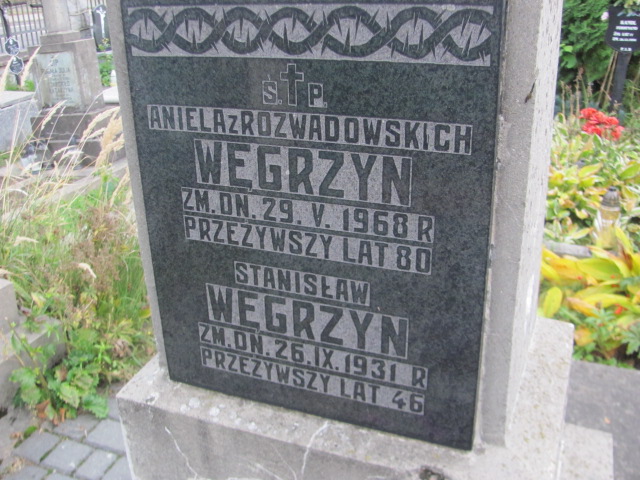 Ś. P.
ANIELA z ROZWADOWSKICH
WĘGRZYN
ZM. DN. 29. V. 1968 R
PRZEŻYWSZY LAT 80
STANISŁAW
WĘGRZYN
ZM. DN. 26. IX. 1931 R
PRZEŻYWSZY LAT 46